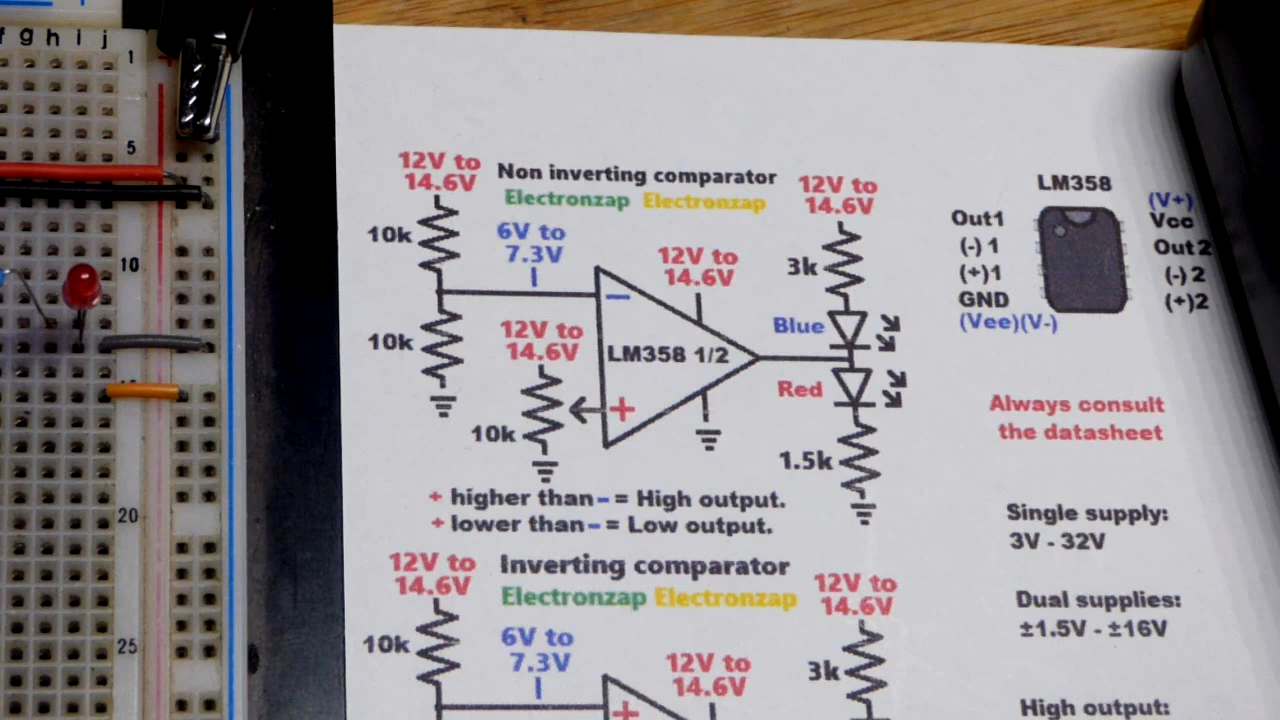 f g h i j
1
5
10
20
25
12V to
14.6V
Non inverting comparator
Electronzap Electronzap
12V to
14.6V
10k
6V to
7.3V
12V to
14.6V
3k
−
Blue
10k
12V to
14.6V
LM358 1/2
Red
+
10k
1.5k
+ higher than − = High output.
+ lower than − = Low output.
12V to
14.6V
Inverting comparator
Electronzap Electronzap
12V to
14.6V
10k
6V to
7.3V
12V to
14.6V
3k
+
LM358
(V+)
Out1
Vcc
(-) 1
Out 2
(+)1
(-) 2
GND
(+)2
(Vee)(V-)
Always consult
the datasheet
Single supply:
3V - 32V
Dual supplies:
±1.5V - ±16V
High output: